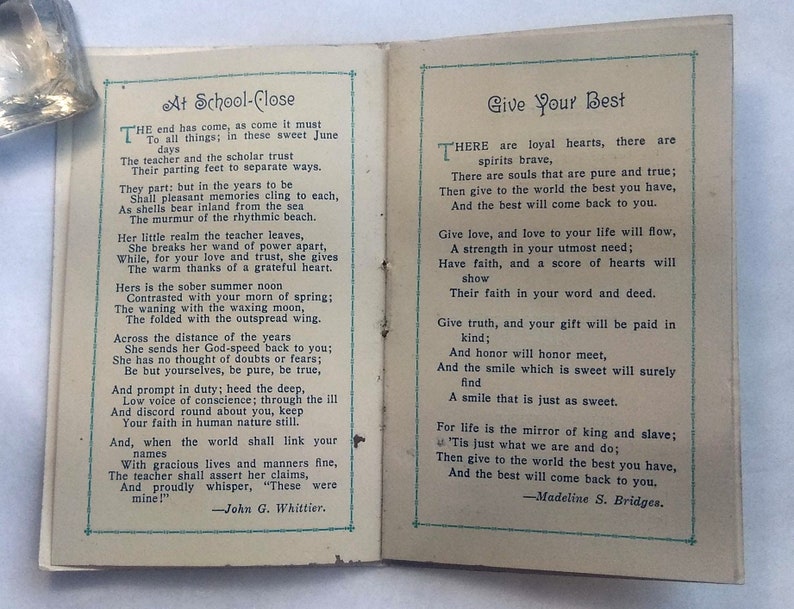 At School-Close
THE end has come, as come it must
To all things; in these sweet June
days
The teacher and the scholar trust
Their parting feet to separate ways.
They part: but in the years to be
Shall pleasant memories cling to each,
As shells bear inland from the sea
The murmur of the rhythmic beach.
Her little realm the teacher leaves,
She breaks her wand of power apart,
While, for your love and trust, she gives
The warm thanks of a grateful heart.
Hers is the sober summer noon
Contrasted with your morn of spring;
The waning with the waxing moon,
The folded with the outspread wing.
Across the distance of the years
She sends her God-speed back to you;
She has no thought of doubts or fears;
Be but yourselves, be pure, be true,
And prompt in duty; heed the deep,
Low voice of conscience; through the ill
And discord round about you, keep
Your faith in human nature still.
And, when the world shall link your
names
With gracious lives and manners fine,
The teacher shall assert her claims,
And proudly whisper, “These were
mine!”
—John G. Whittier.
Give Your Best
THERE are loyal hearts, there are
spirits brave,
There are souls that are pure and true;
Then give to the world the best you have,
And the best will come back to you.
Give love, and love to your life will flow,
A strength in your utmost need;
Have faith, and a score of hearts will
show
Their faith in your word and deed.
Give truth, and your gift will be paid in
kind;
And honor will honor meet,
And the smile which is sweet will surely
find
A smile that is just as sweet.
For life is the mirror of king and slave;
’Tis just what we are and do;
Then give to the world the best you have,
And the best will come back to you.
—Madeline S. Bridges.